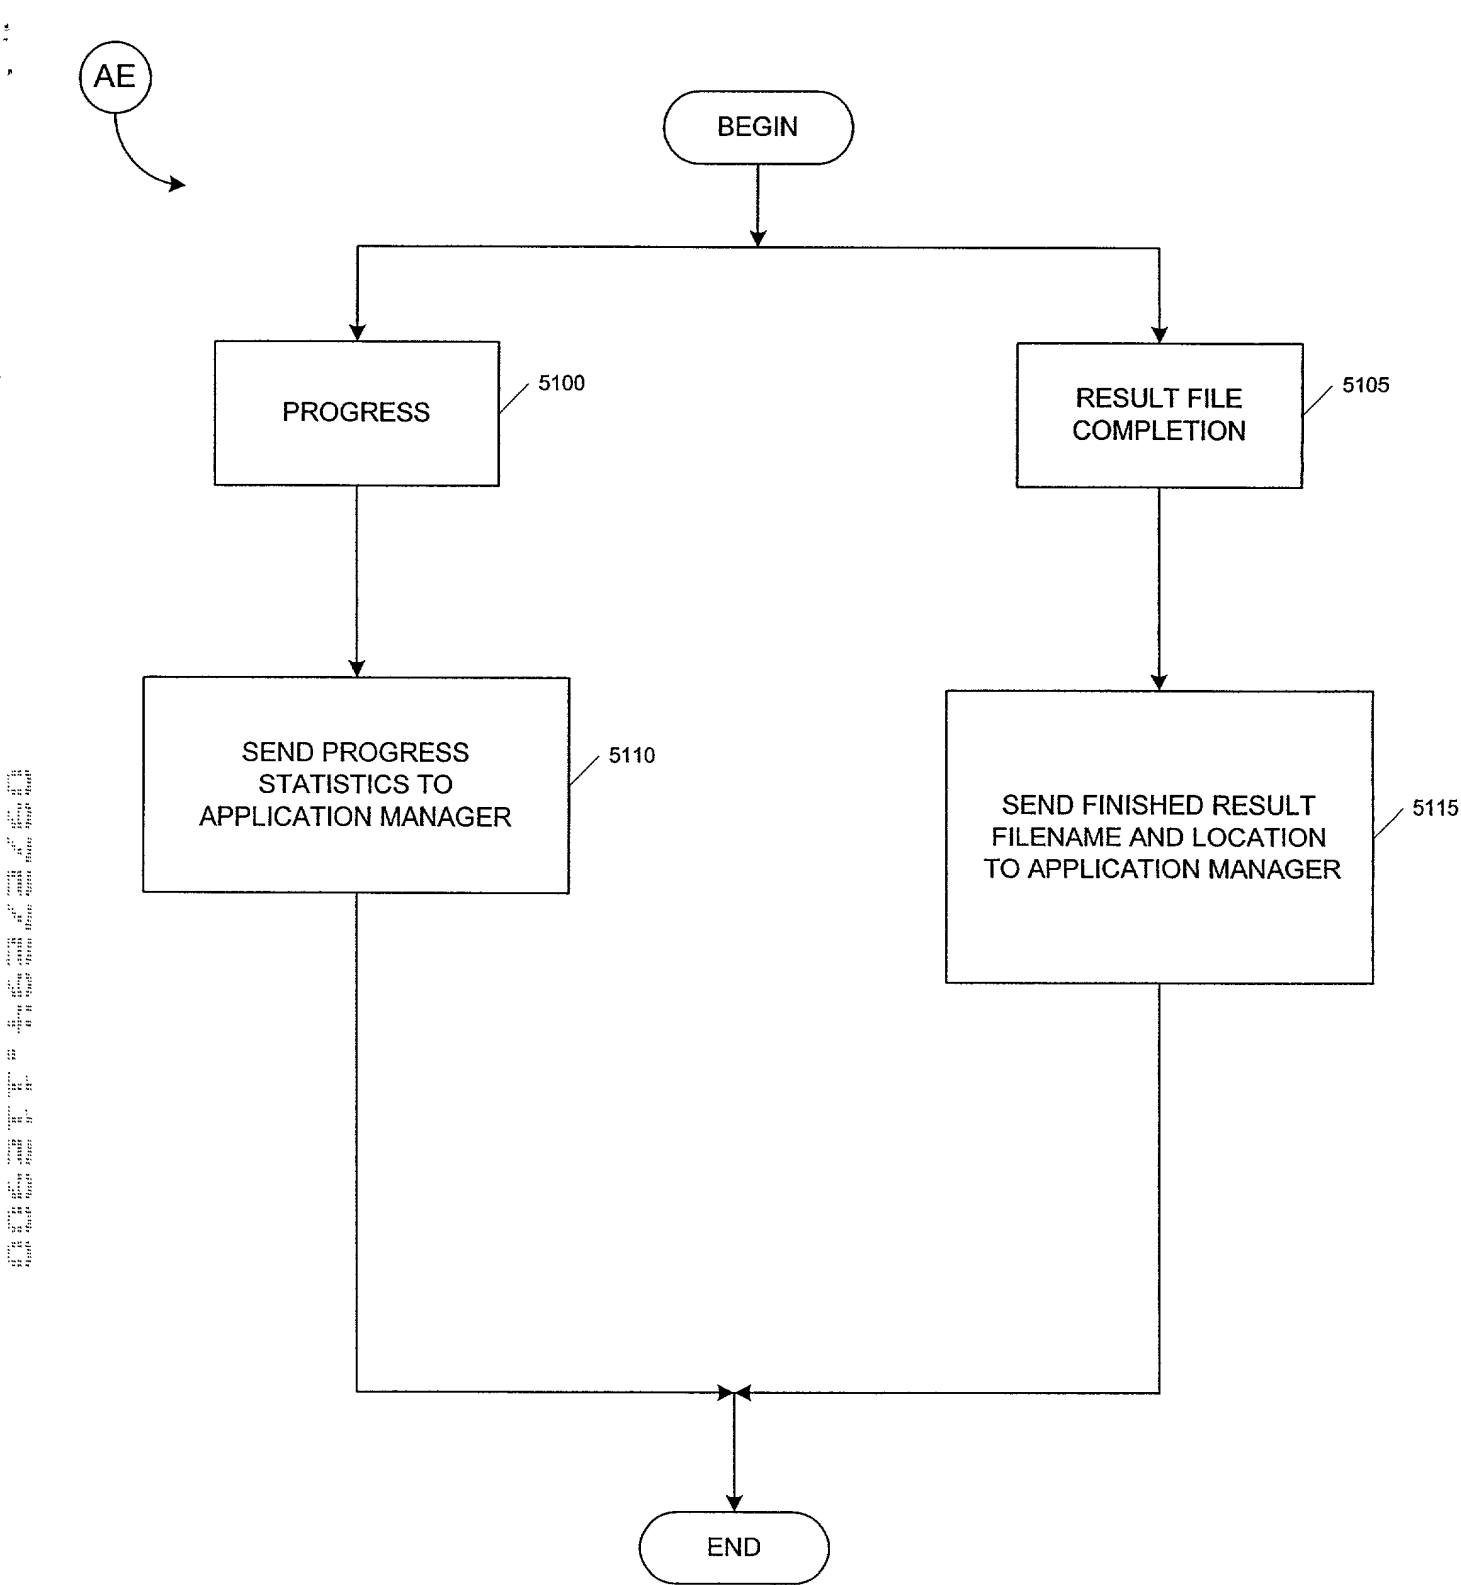 AE
BEGIN
PROGRESS
5100
RESULT FILE
COMPLETION
5105
SEND PROGRESS
STATISTICS TO
APPLICATION MANAGER
5110
SEND FINISHED RESULT
FILENAME AND LOCATION
TO APPLICATION MANAGER
5115
END